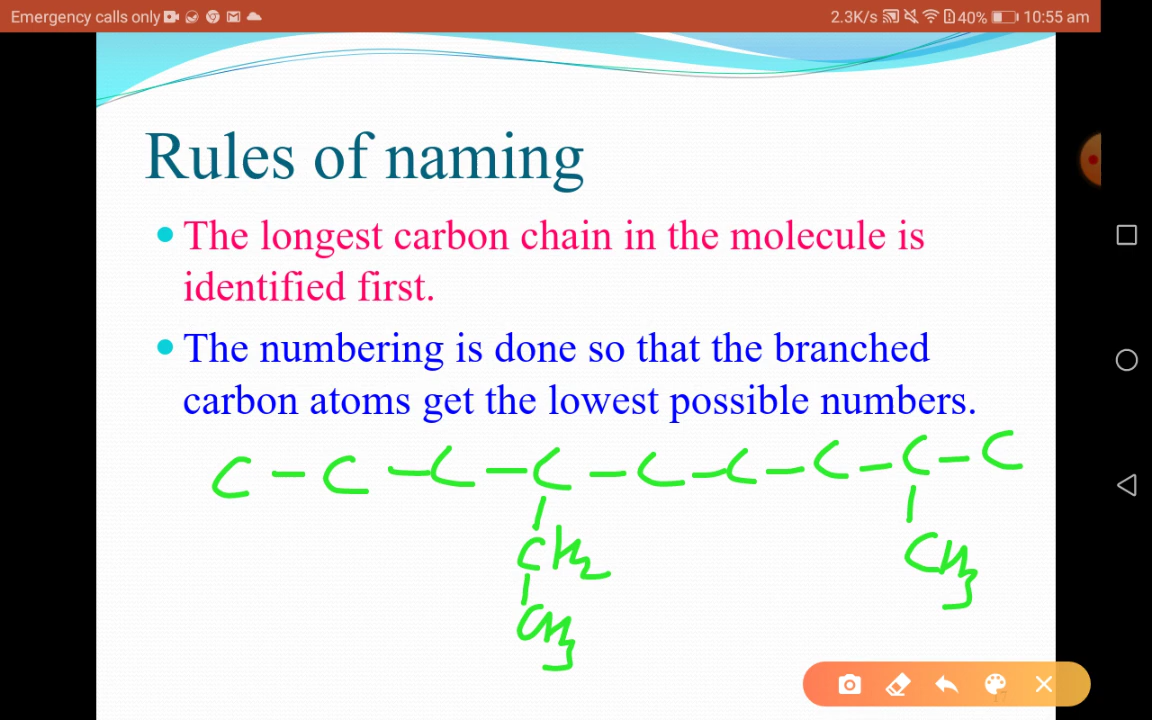 Emergency calls only 2.3K/s 40% 10:55 am
Rules of naming
The longest carbon chain in the molecule is
identified first.
The numbering is done so that the branched
carbon atoms get the lowest possible numbers.
C - C - C - C - C - C - C - C - C
CH2 CH3
CH3
17